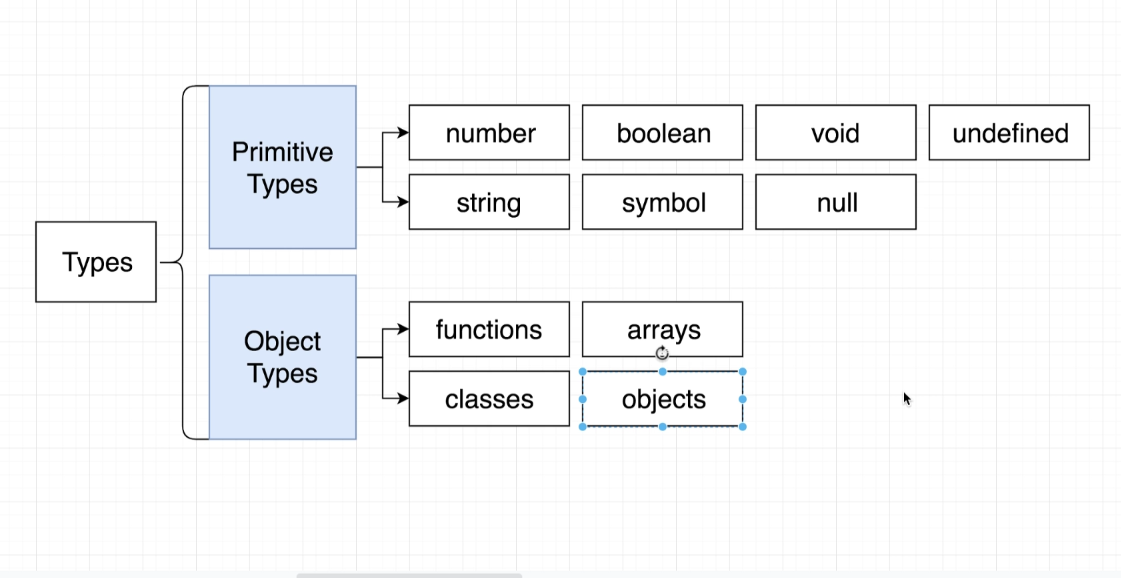 Types
Primitive
Types
number
boolean
void
undefined
string
symbol
null
Object
Types
functions
arrays
classes
objects